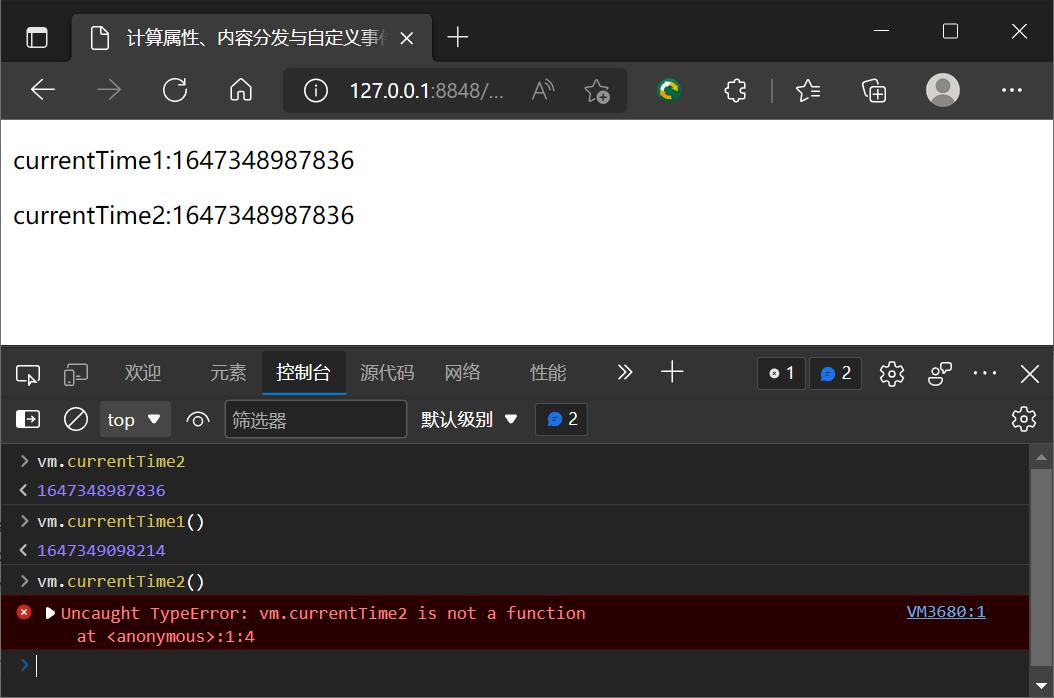 计算属性、内容分发与自定义事件
127.0.0.1:8848/...
currentTime1:1647348987836
currentTime2:1647348987836
欢迎 元素 控制台 源代码 网络 性能 1 2
top 筛选器 默认级别 2
> vm.currentTime2
< 1647348987836
> vm.currentTime1()
< 1647349098214
> vm.currentTime2()
Uncaught TypeError: vm.currentTime2 is not a function VM3680:1
at <anonymous>:1:4
>